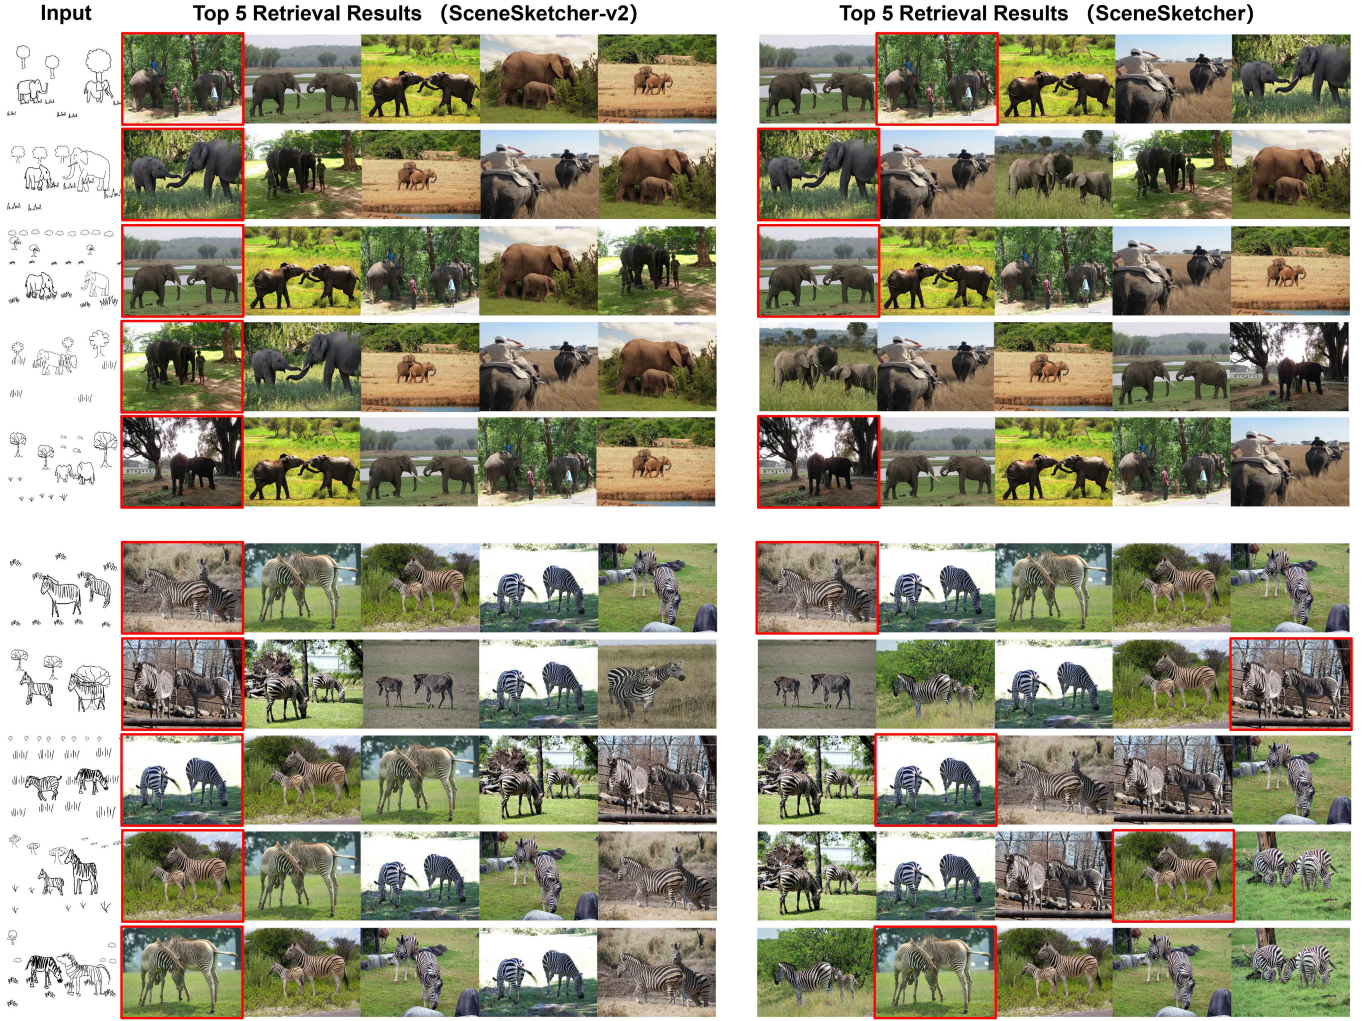 Input
Top 5 Retrieval Results （SceneSketcher-v2）
Top 5 Retrieval Results （SceneSketcher）